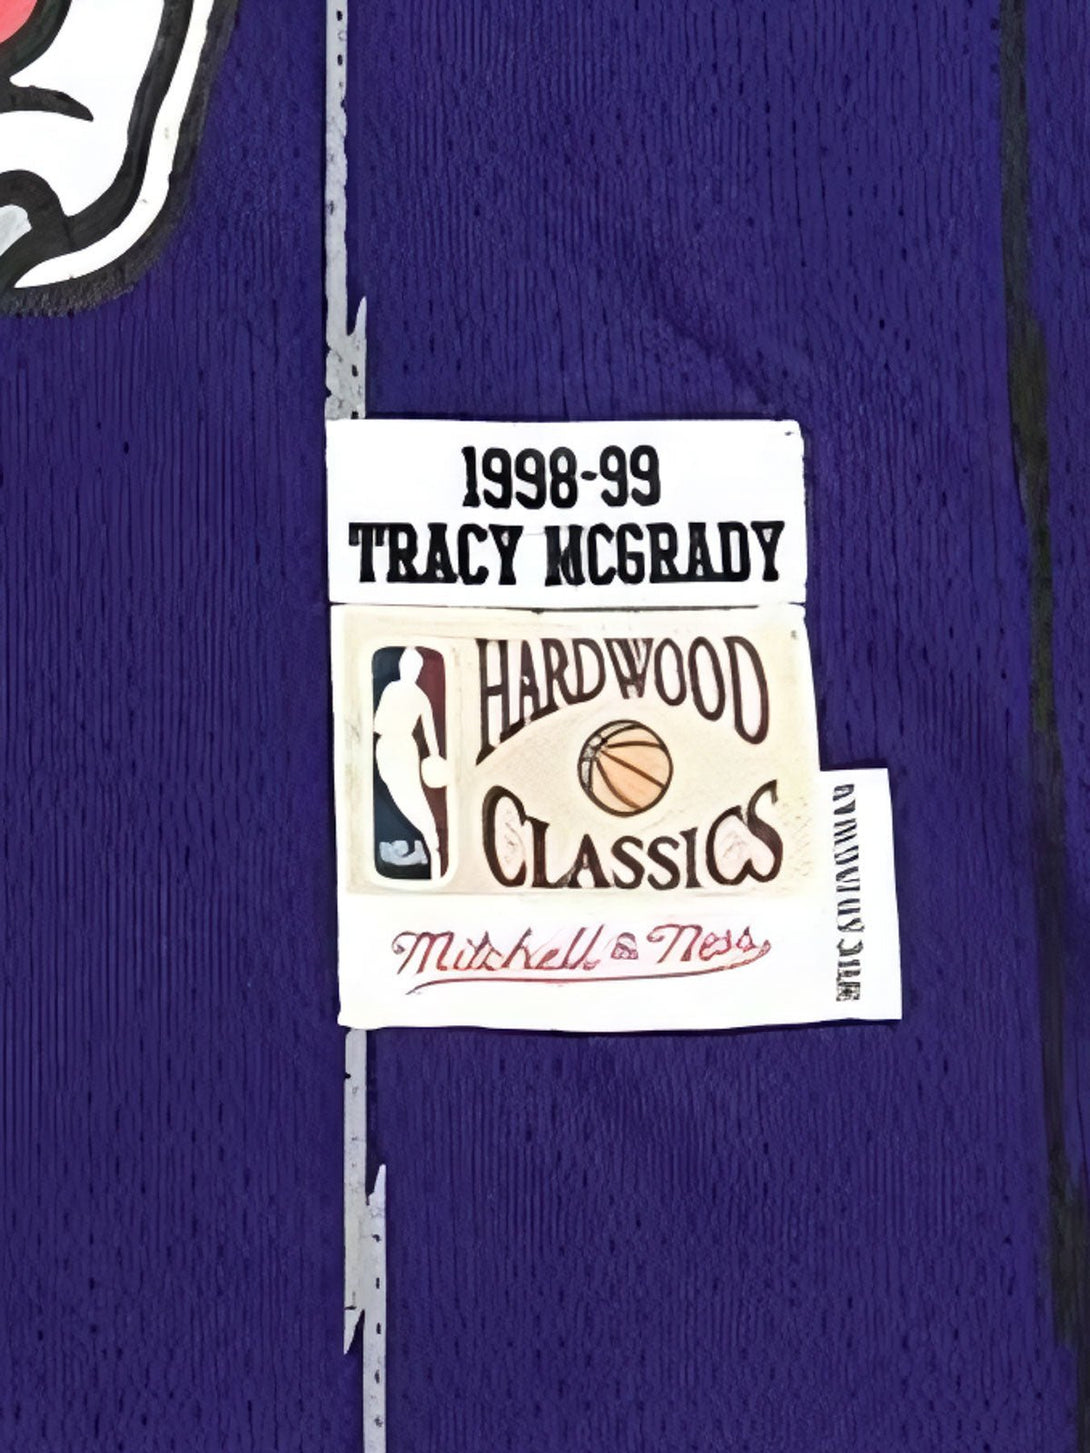 1998-99
TRACY MCGRADY
HARDWOOD
CLASSICS
Mitchell & Ness